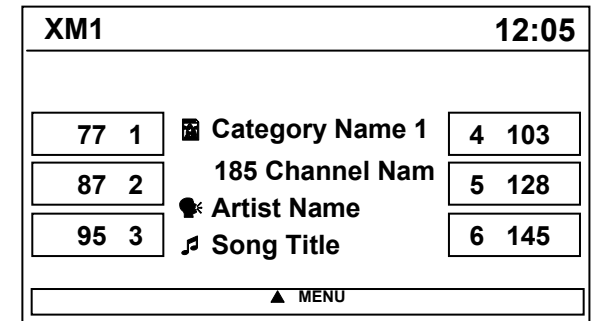 XM1 12:05
77 1 Category Name 1 4 103
185 Channel Nam
87 2 5 128
Artist Name
95 3 Song Title 6 145
▲ MENU